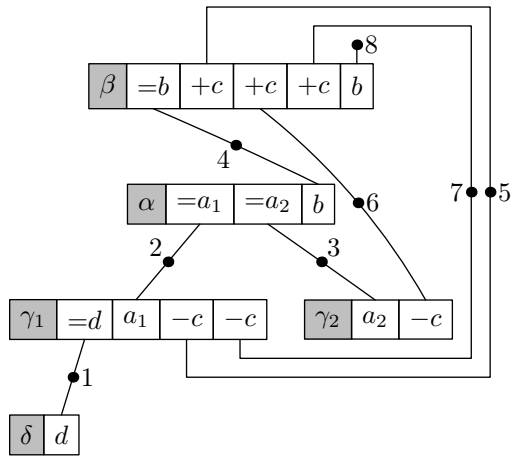 8
β =b +c +c +c b
4
7 5
6
α =a₁ =a₂ b
2 3
γ₁ =d a₁ −c −c
γ₂ a₂ −c
1
δ d